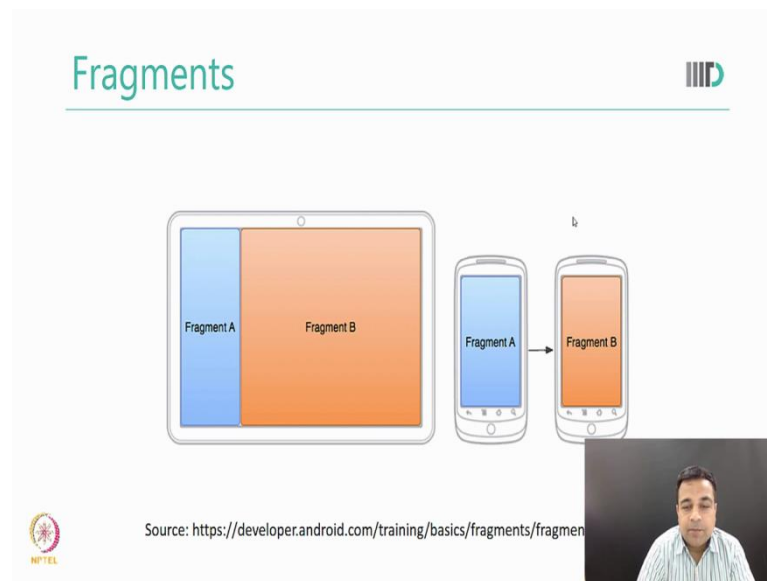 Fragments
Fragment A
Fragment B
Fragment A
Fragment B
Source: https://developer.android.com/training/basics/fragments/fragmen
NPTEL